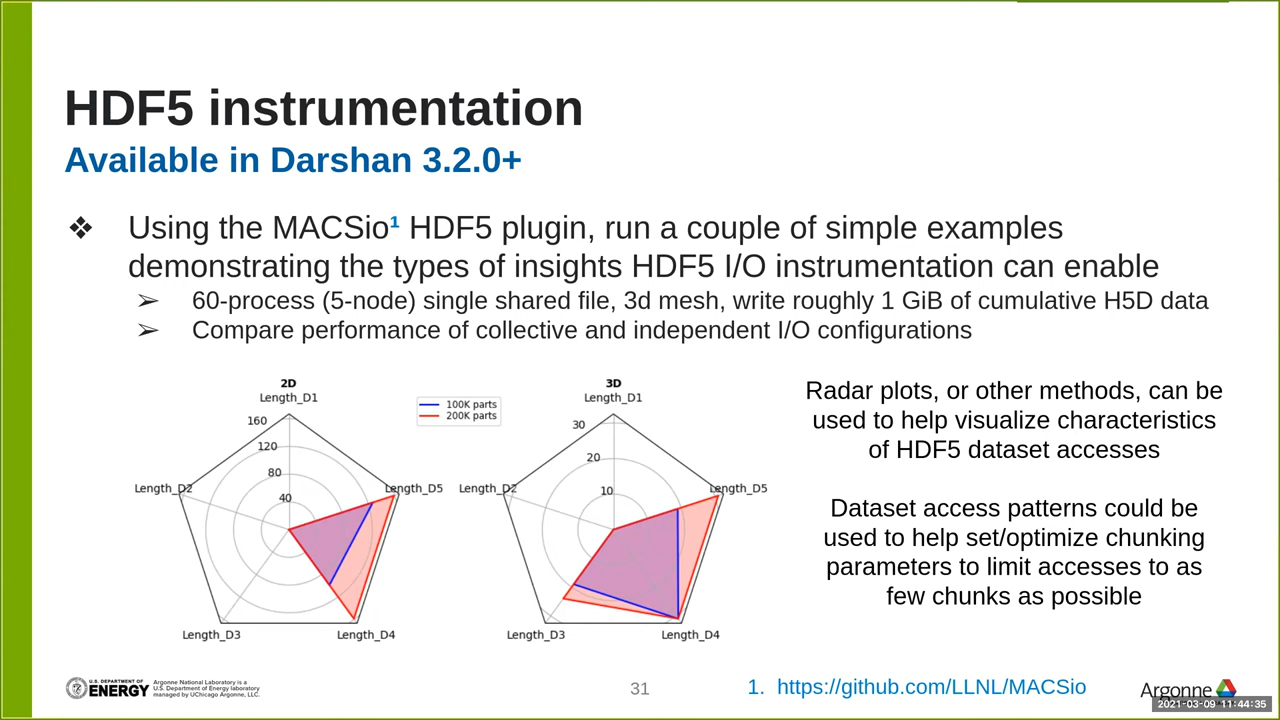 HDF5 instrumentation
Available in Darshan 3.2.0+
❖ Using the MACSio¹ HDF5 plugin, run a couple of simple examples
demonstrating the types of insights HDF5 I/O instrumentation can enable
➢ 60-process (5-node) single shared file, 3d mesh, write roughly 1 GiB of cumulative H5D data
➢ Compare performance of collective and independent I/O configurations
2D
Length_D1
160
120
80
40
Length_D2
Length_D5
Length_D3
Length_D4
100K parts
200K parts
3D
Length_D1
30
20
10
Length_D2
Length_D5
Length_D3
Length_D4
Radar plots, or other methods, can be
used to help visualize characteristics
of HDF5 dataset accesses
Dataset access patterns could be
used to help set/optimize chunking
parameters to limit accesses to as
few chunks as possible
U.S. DEPARTMENT OF
ENERGY
Argonne National Laboratory is a
U.S. Department of Energy laboratory
managed by UChicago Argonne, LLC.
31
1. https://github.com/LLNL/MACSio
Argonne
2021-03-09 11:44:35